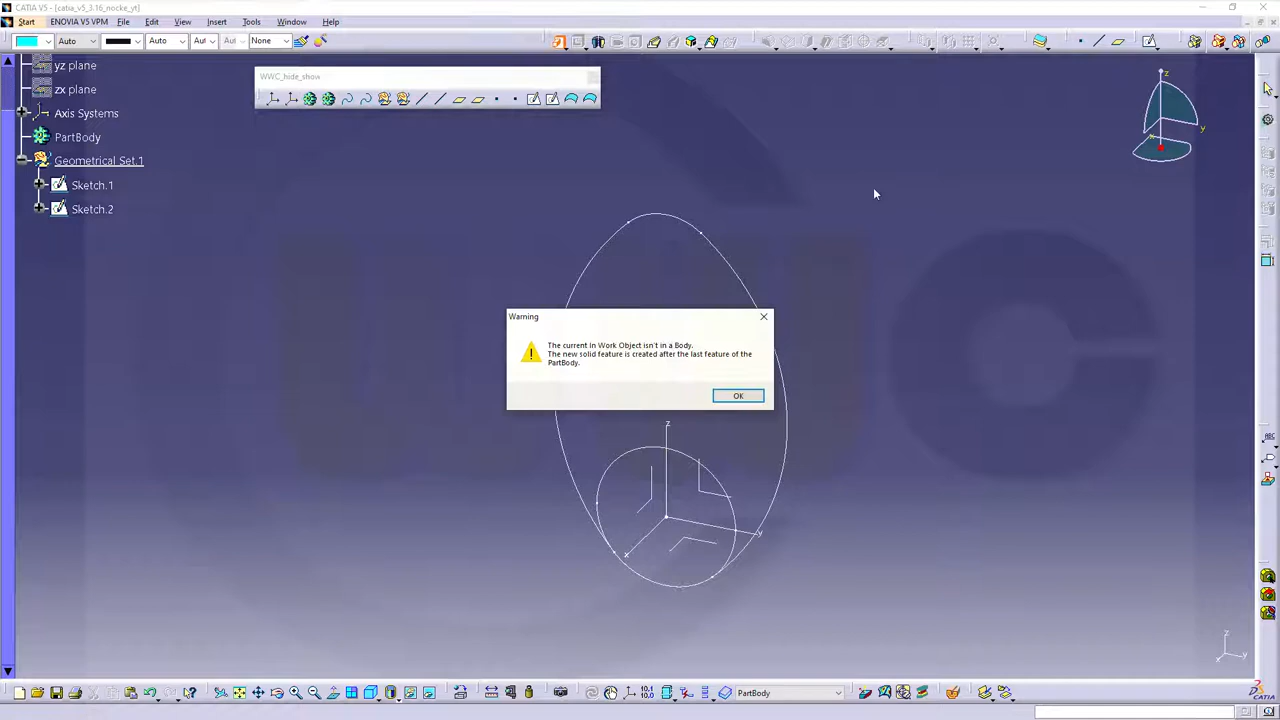 CATIA V5 - [catia_v5_3.16_nocke_yt]
Start ENOVIA V5 VPM File Edit View Insert Tools Window Help
Auto Auto Aut Aut None
WWC_hide_show
yz plane
zx plane
Axis Systems
PartBody
Geometrical Set.1
Sketch.1
Sketch.2
z
y
Warning
The current In Work Object isn't in a Body.
The new solid feature is created after the last feature of the
PartBody.
OK
z
y
x
z
y
x
PartBody
CATIA